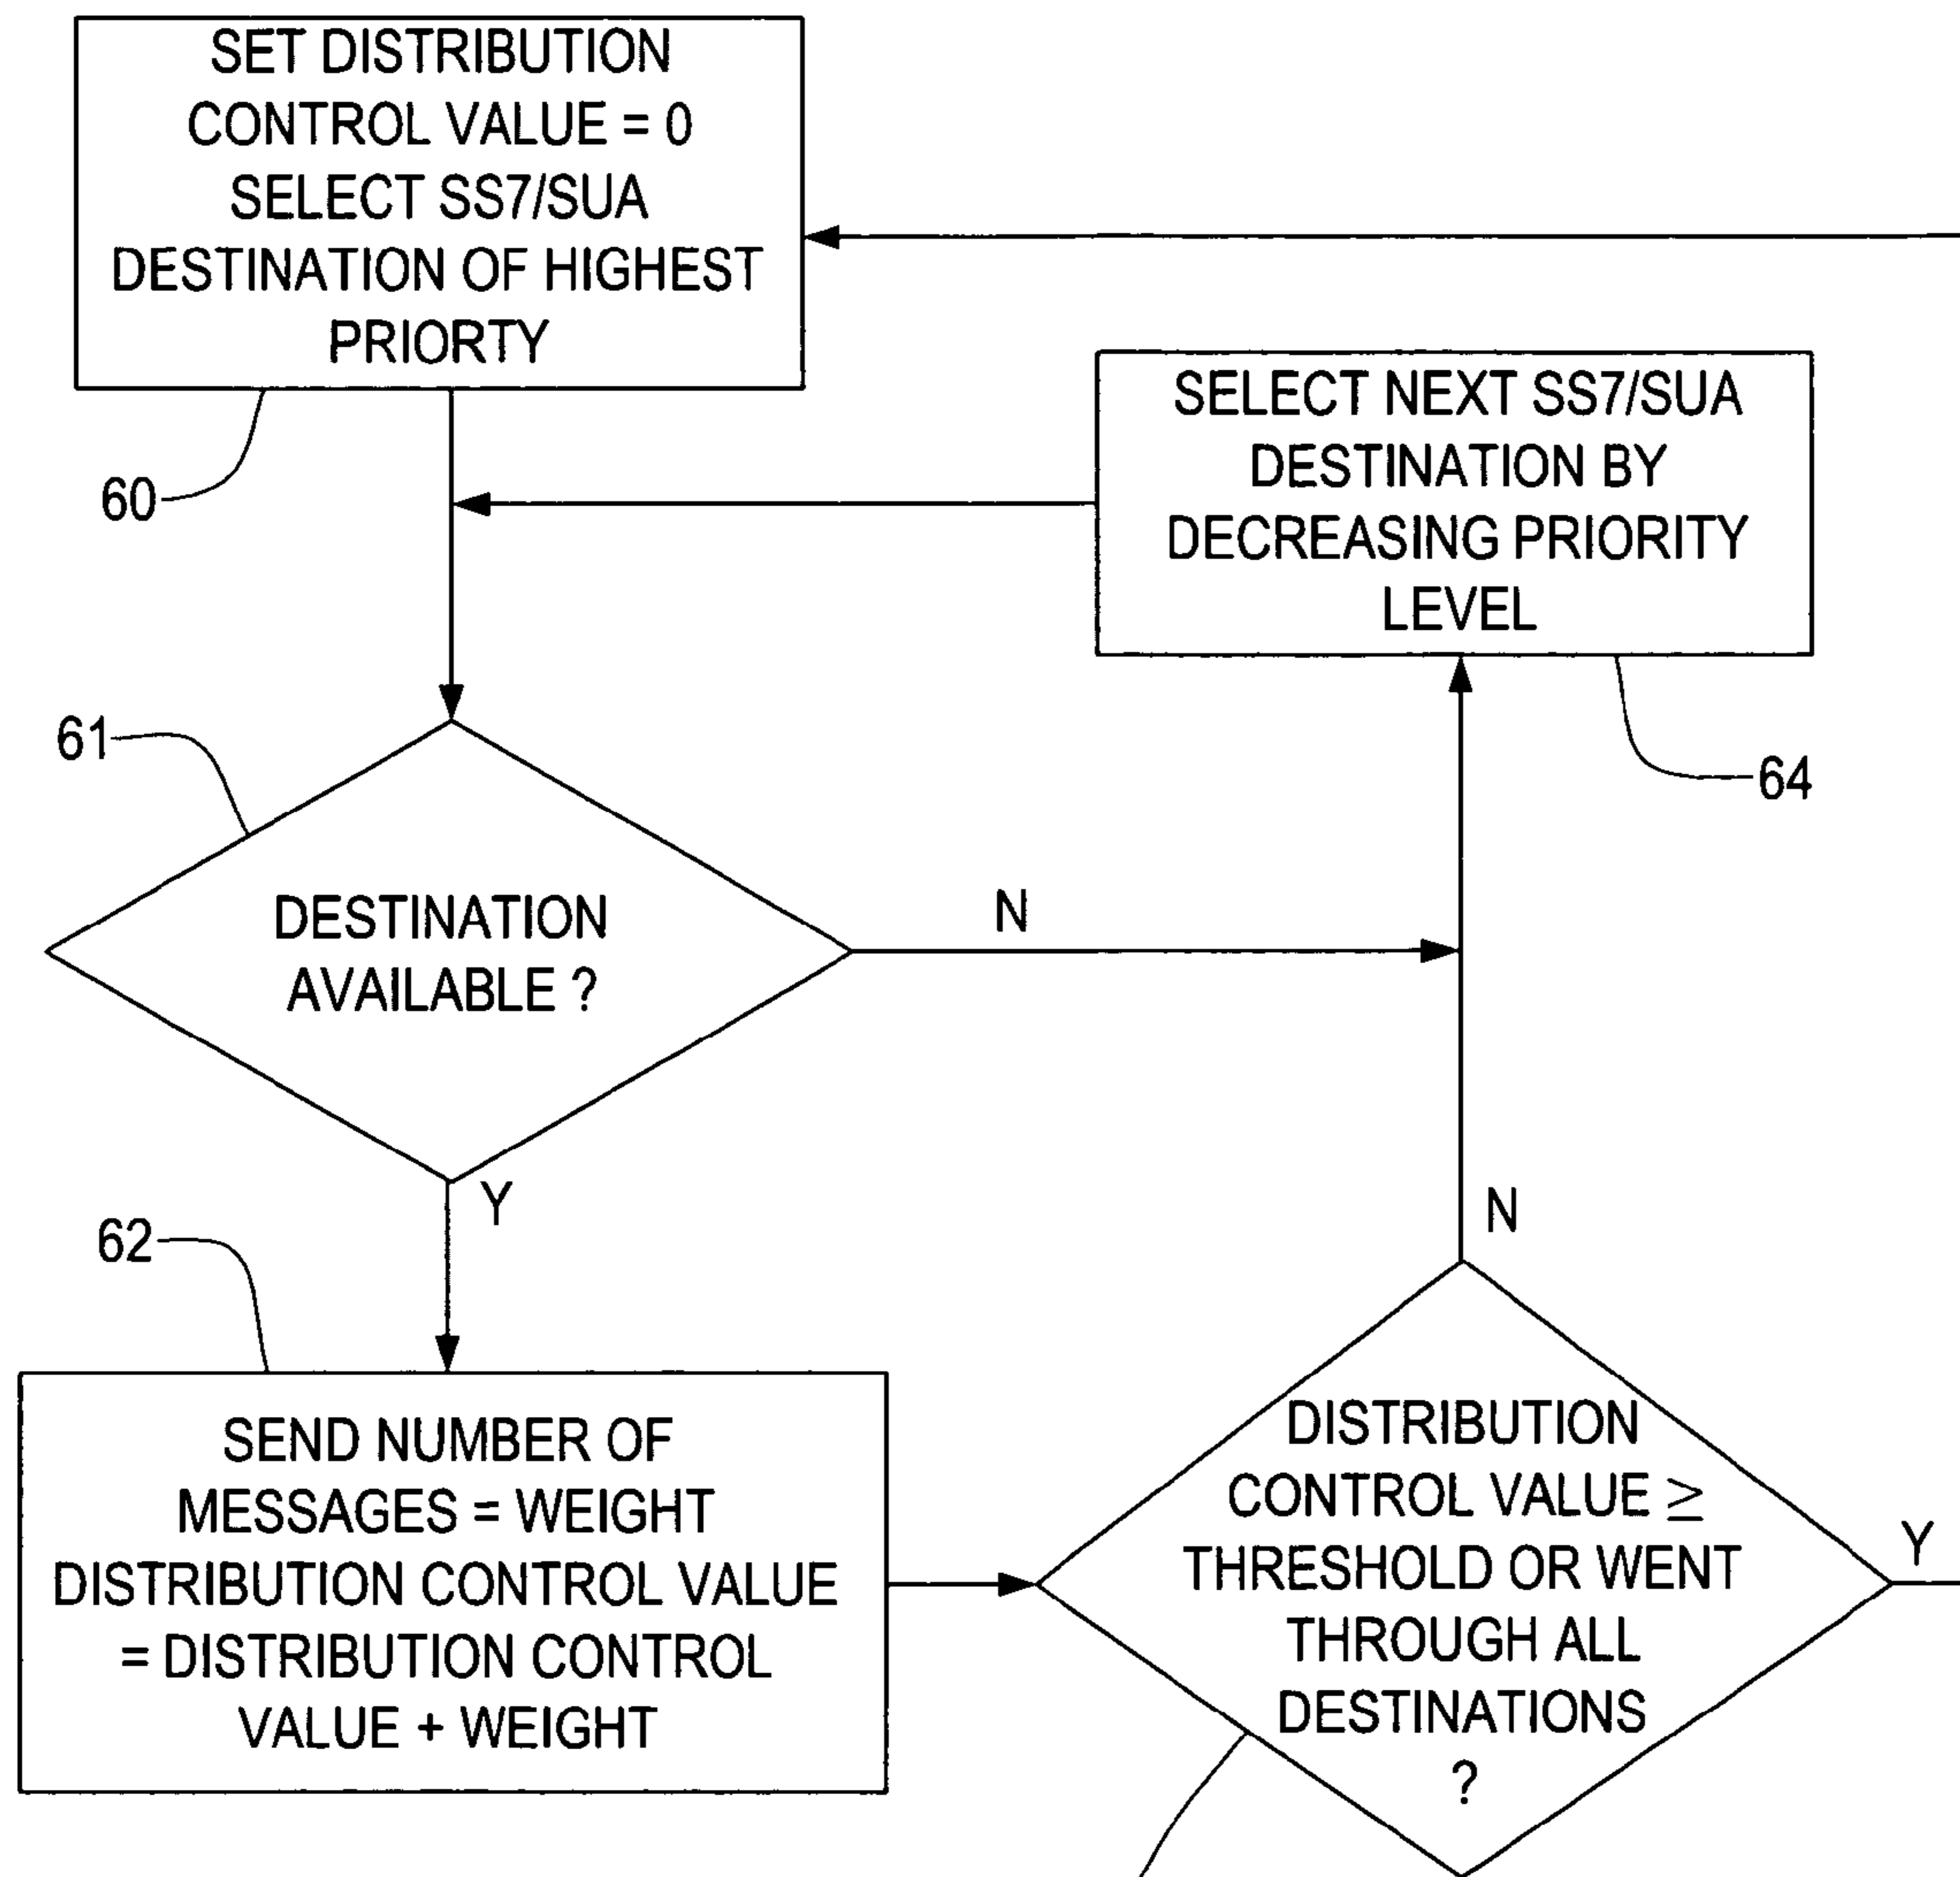 SET DISTRIBUTION
CONTROL VALUE = 0
SELECT SS7/SUA
DESTINATION OF HIGHEST
PRIORTY
60
SELECT NEXT SS7/SUA
DESTINATION BY
DECREASING PRIORITY
LEVEL
64
61
DESTINATION
AVAILABLE ?
N
Y
62
SEND NUMBER OF
MESSAGES = WEIGHT
DISTRIBUTION CONTROL VALUE
= DISTRIBUTION CONTROL
VALUE + WEIGHT
N
DISTRIBUTION
CONTROL VALUE ≥
THRESHOLD OR WENT
THROUGH ALL
DESTINATIONS
?
Y